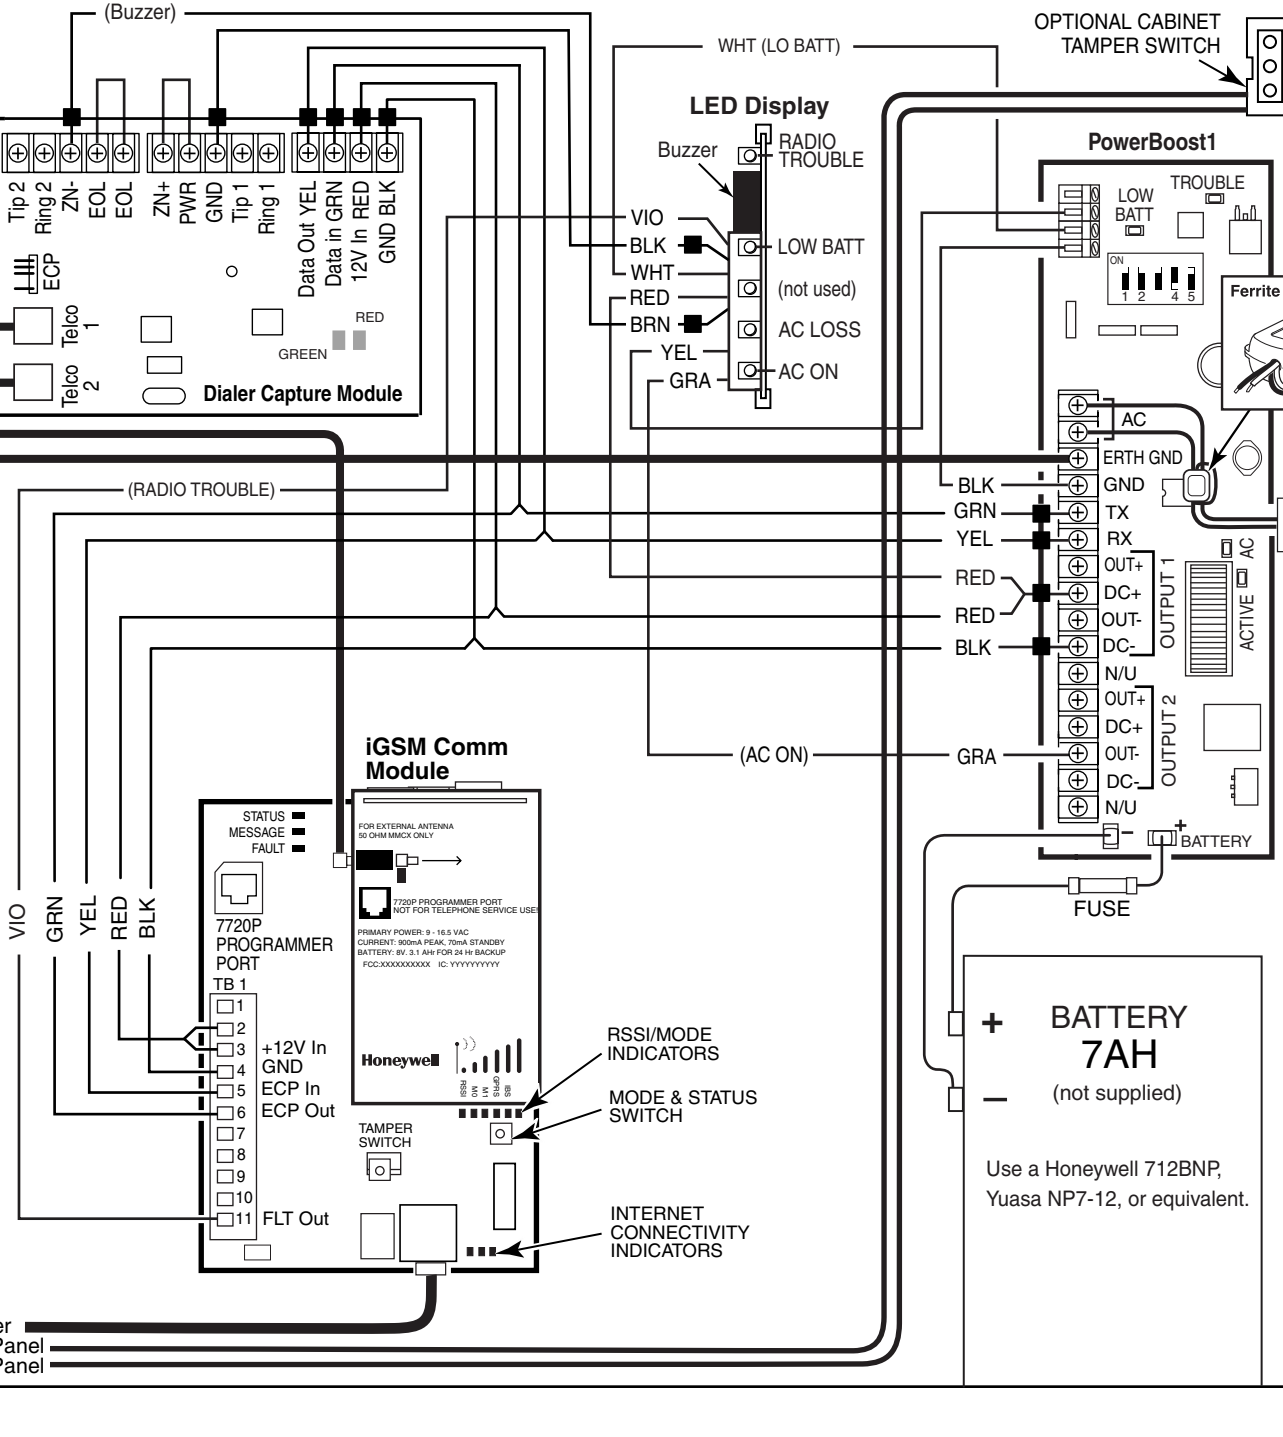 (Buzzer)
WHT (LO BATT)
OPTIONAL CABINET
TAMPER SWITCH
LED Display
Buzzer
RADIO
TROUBLE
LOW BATT
(not used)
AC LOSS
AC ON
VIO
BLK
WHT
RED
BRN
YEL
GRA
Tip 2
Ring 2
ZN-
EOL
EOL
ZN+
PWR
GND
Tip 1
Ring 1
Data Out YEL
Data in GRN
12V In RED
GND BLK
ECP
Telco
1
Telco
2
RED
GREEN
Dialer Capture Module
PowerBoost1
LOW
BATT
TROUBLE
ON
1 2 4 5
Ferrite
AC
ERTH GND
GND
TX
RX
OUT+
DC+
OUT-
DC-
N/U
OUT+
DC+
OUT-
DC-
N/U
OUTPUT 1
OUTPUT 2
AC
ACTIVE
BLK
GRN
YEL
RED
RED
BLK
GRA
(RADIO TROUBLE)
(AC ON)
– + BATTERY
FUSE
+ BATTERY
7AH
– (not supplied)
Use a Honeywell 712BNP,
Yuasa NP7-12, or equivalent.
iGSM Comm
Module
STATUS
MESSAGE
FAULT
FOR EXTERNAL ANTENNA
50 OHM MMCX ONLY
7720P PROGRAMMER PORT
NOT FOR TELEPHONE SERVICE USE!
PRIMARY POWER: 9 - 16.5 VAC
CURRENT: 900mA PEAK, 70mA STANDBY
BATTERY: 8V. 3.1 AHr FOR 24 Hr BACKUP
FCC:XXXXXXXXXX IC: YYYYYYYYYY
Honeywell
RSSI
M0
M1
GPRS
IBS
7720P
PROGRAMMER
PORT
TB 1
1
2
3 +12V In
4 GND
5 ECP In
6 ECP Out
7
8
9
10
11 FLT Out
VIO
GRN
YEL
RED
BLK
TAMPER
SWITCH
RSSI/MODE
INDICATORS
MODE & STATUS
SWITCH
INTERNET
CONNECTIVITY
INDICATORS
er
Panel
Panel